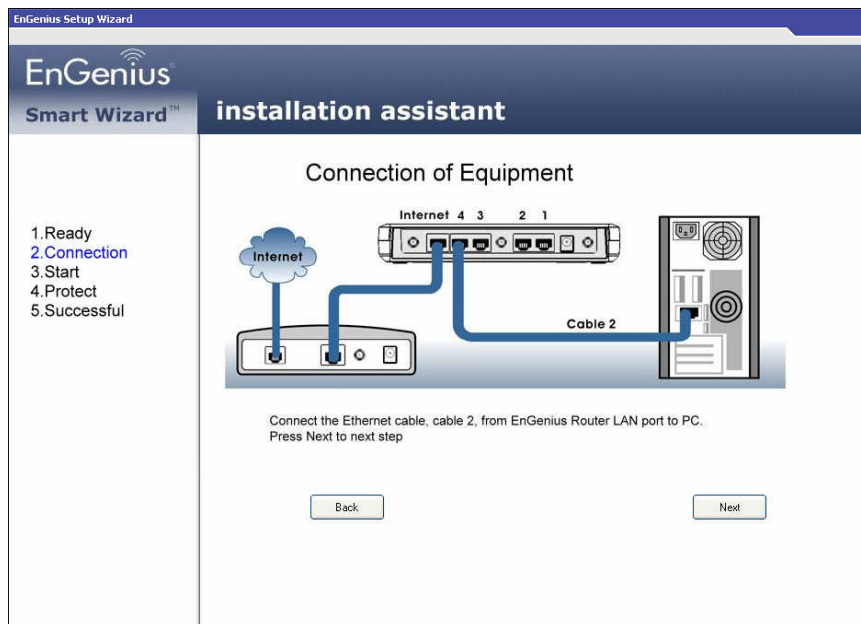 EnGenius Setup Wizard
EnGenius®
Smart Wizard™
installation assistant
Connection of Equipment
1.Ready
2.Connection
3.Start
4.Protect
5.Successful
Internet 4 3 2 1
Internet
Cable 2
Connect the Ethernet cable, cable 2, from EnGenius Router LAN port to PC.
Press Next to next step
Back
Next